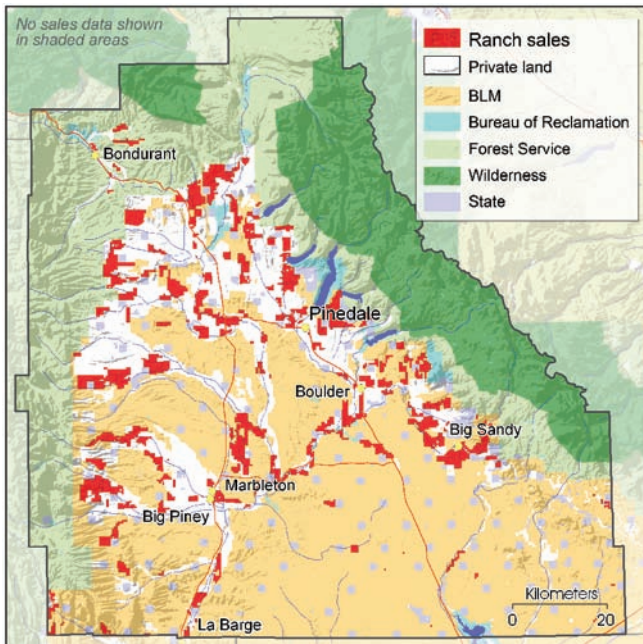 No sales data shown
in shaded areas
Ranch sales
Private land
BLM
Bureau of Reclamation
Forest Service
Wilderness
State
Bondurant
Pinedale
Boulder
Big Sandy
Marbleton
Big Piney
La Barge
Kilometers
0 20